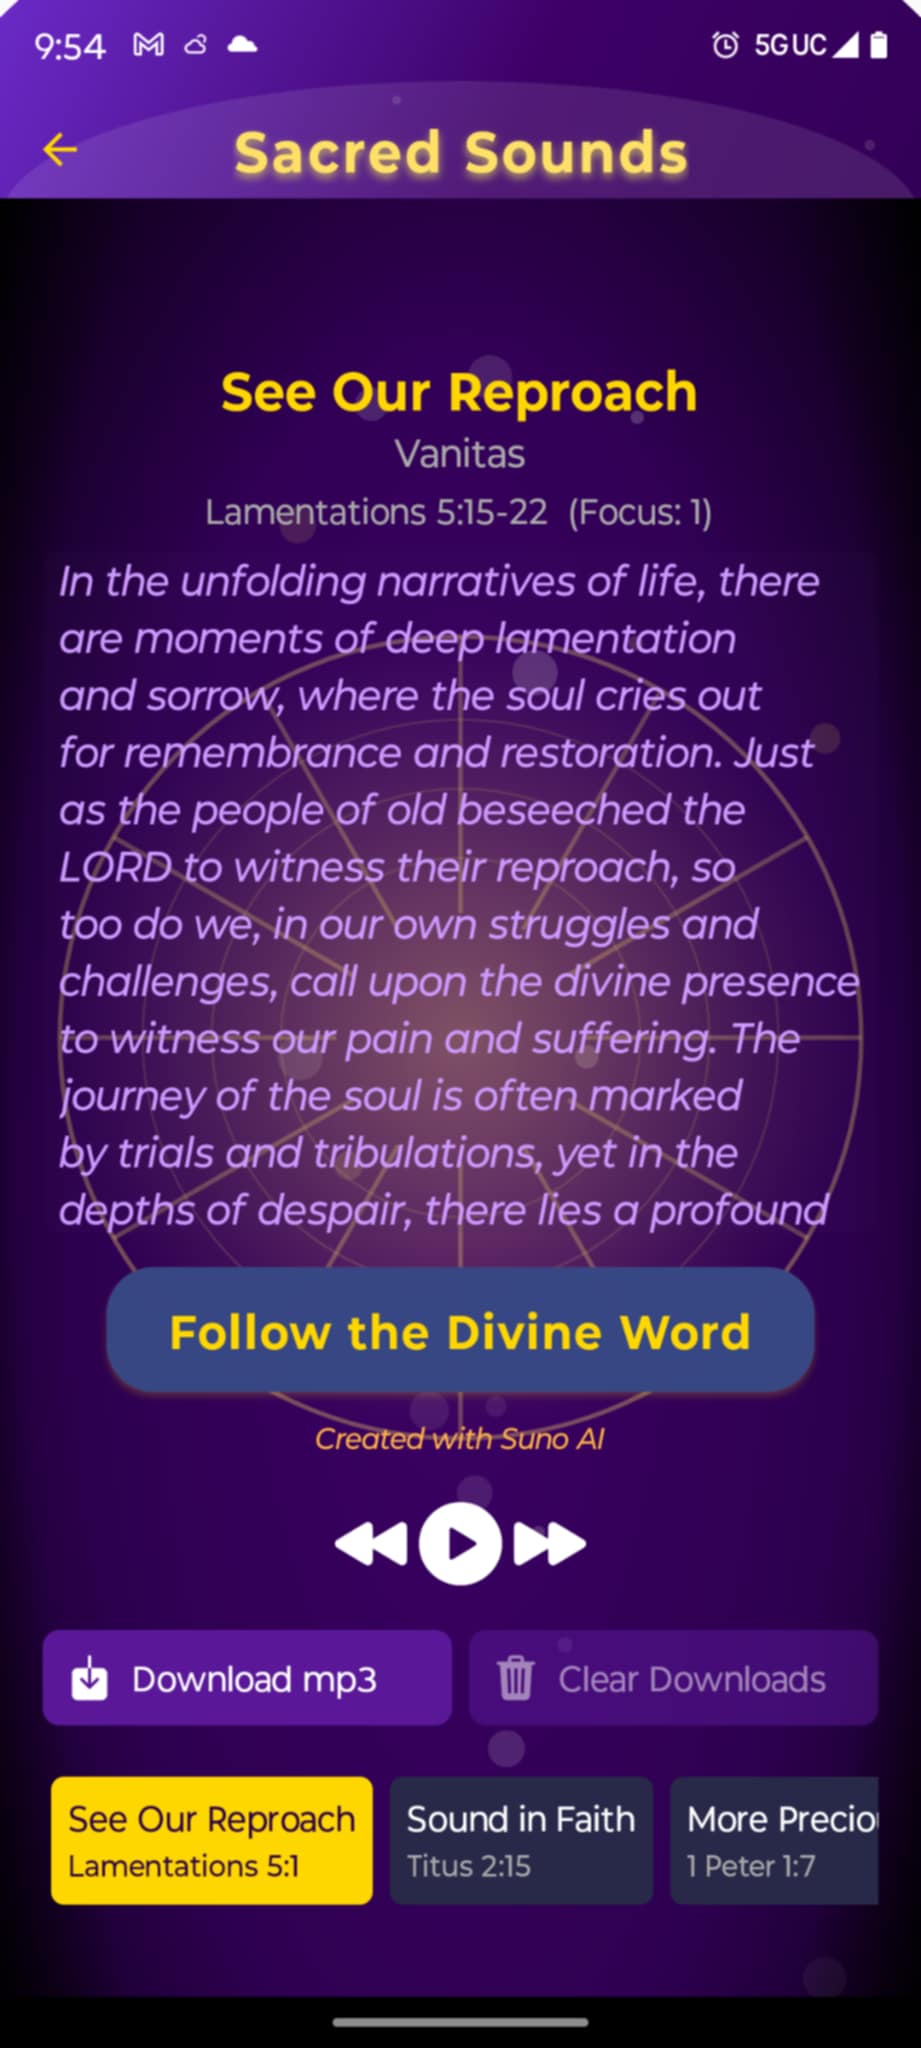 9:54
5G UC
Sacred Sounds
See Our Reproach
Vanitas
Lamentations 5:15-22 (Focus: 1)
In the unfolding narratives of life, there
are moments of deep lamentation
and sorrow, where the soul cries out
for remembrance and restoration. Just
as the people of old beseeched the
LORD to witness their reproach, so
too do we, in our own struggles and
challenges, call upon the divine presence
to witness our pain and suffering. The
journey of the soul is often marked
by trials and tribulations, yet in the
depths of despair, there lies a profound
Follow the Divine Word
Created with Suno AI
Download mp3
Clear Downloads
See Our Reproach
Lamentations 5:1
Sound in Faith
Titus 2:15
More Precio
1 Peter 1:7